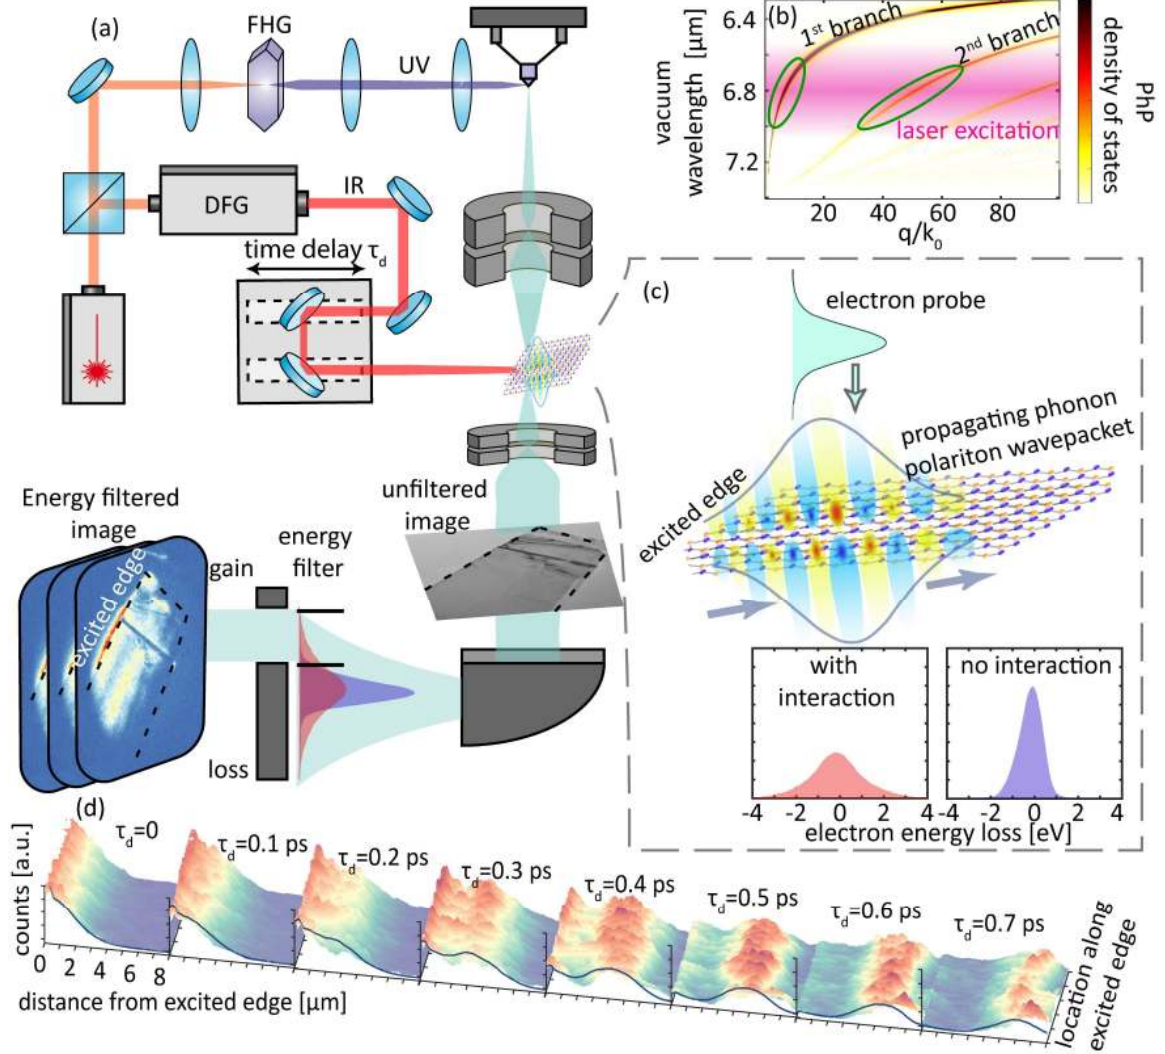 (a)
FHG
UV
DFG
IR
time delay τd
(b)
vacuum
wavelength [μm]
6.4
6.8
7.2
1st branch
2nd branch
laser excitation
20
40
60
80
q/k0
PhP
density of states
(c)
electron probe
propagating phonon
polariton wavepacket
excited edge
with
interaction
no interaction
-4 -2 0 2 4
-2 0 2 4
electron energy loss [eV]
unfiltered
image
Energy filtered
image
excited edge
gain
energy
filter
loss
(d)
counts [a.u.]
τd=0
τd=0.1 ps
τd=0.2 ps
τd=0.3 ps
τd=0.4 ps
τd=0.5 ps
τd=0.6 ps
τd=0.7 ps
0 2 4 6 8
distance from excited edge [μm]
location along
excited edge